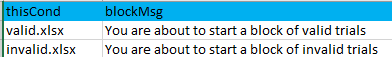 thisCond blockMsg
valid.xlsx You are about to start a block of valid trials
invalid.xlsx You are about to start a block of invalid trials